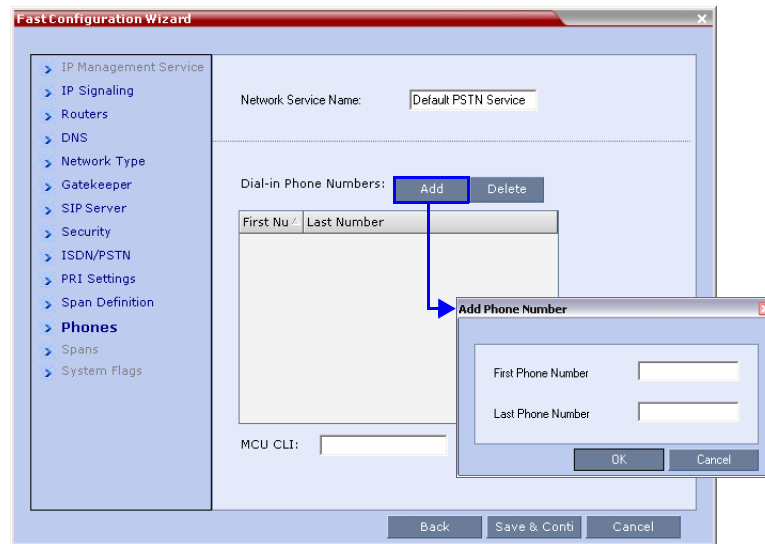 Fast Configuration Wizard
IP Management Service
IP Signaling
Routers
DNS
Network Type
Gatekeeper
SIP Server
Security
ISDN/PSTN
PRI Settings
Span Definition
Phones
Spans
System Flags
Network Service Name: Default PSTN Service
Dial-in Phone Numbers: Add Delete
First Nu Last Number
Add Phone Number
First Phone Number
Last Phone Number
OK Cancel
MCU CLI:
Back Save & Conti Cancel